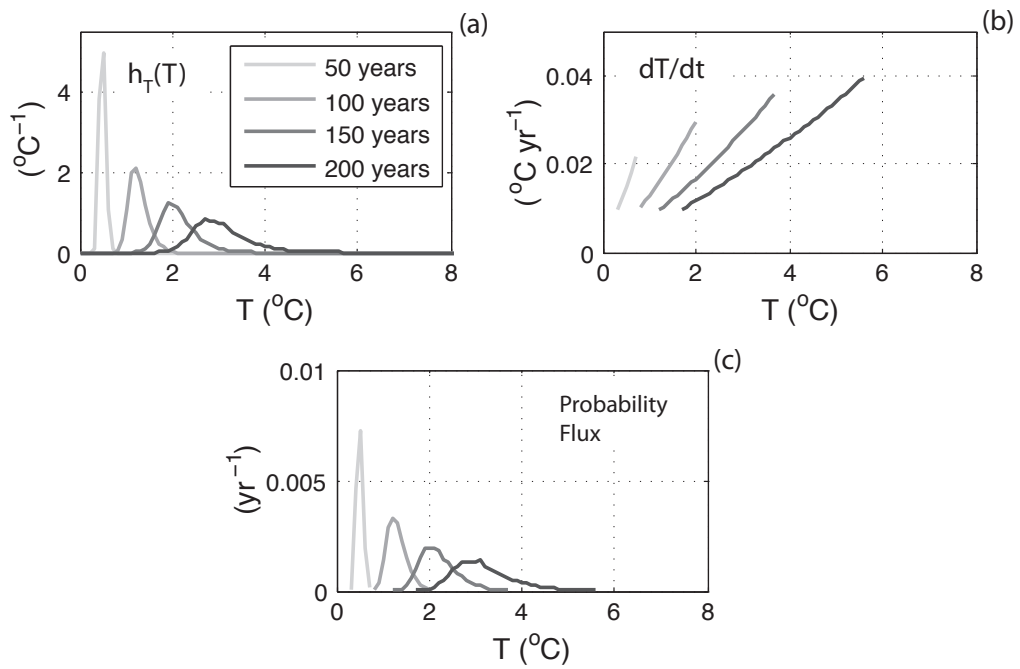 (a)
h_T(T)
50 years
100 years
150 years
200 years
(°C⁻¹)
4
2
0
0 2 4 6 8
T (°C)
(b)
dT/dt
(°C yr⁻¹)
0.04
0.02
0
0 2 4 6 8
T (°C)
(c)
Probability
Flux
(yr⁻¹)
0.01
0.005
0
0 2 4 6 8
T (°C)